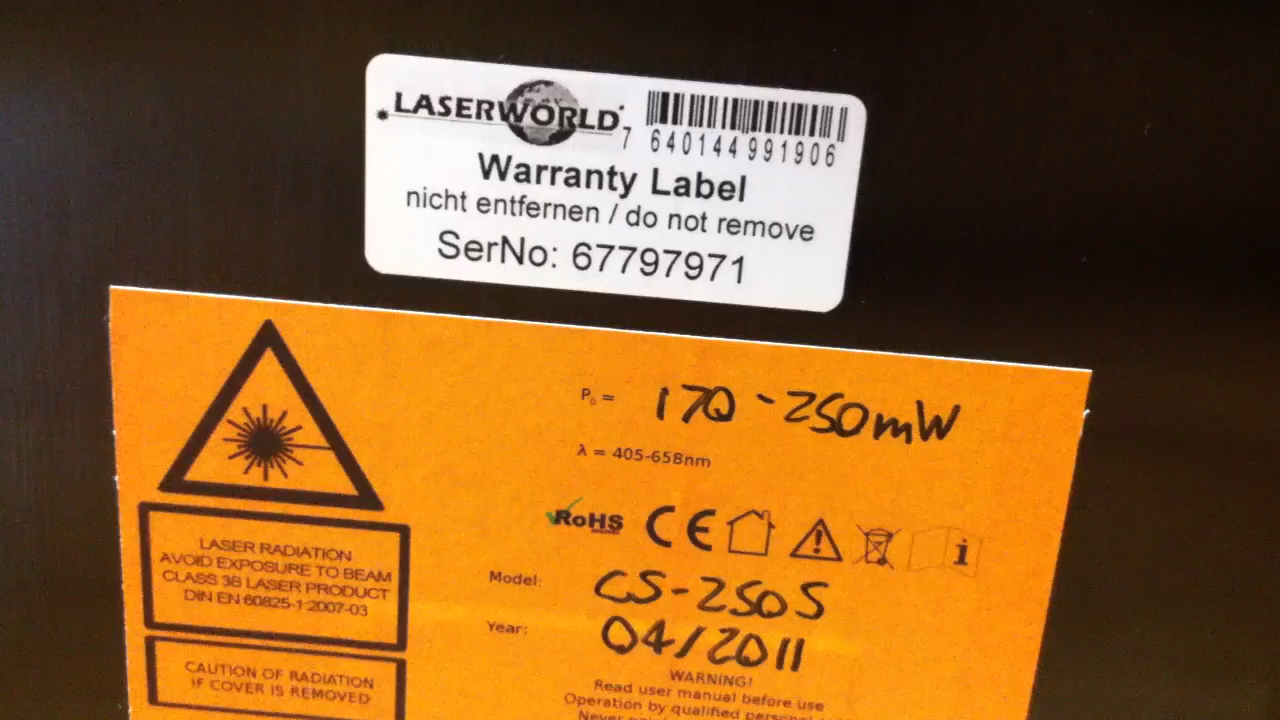 LASERWORLD
7 640144 991906
Warranty Label
nicht entfernen / do not remove
SerNo: 67797971
P0 = 170 - 250mW
λ = 405-658nm
RoHS CE i
Model: CS-250S
Year: 04/2011
LASER RADIATION
AVOID EXPOSURE TO BEAM
CLASS 3B LASER PRODUCT
DIN EN 60825-1:2007-03
CAUTION OF RADIATION
IF COVER IS REMOVED
WARNING!
Read user manual before use
Operation by qualified personnel
Never